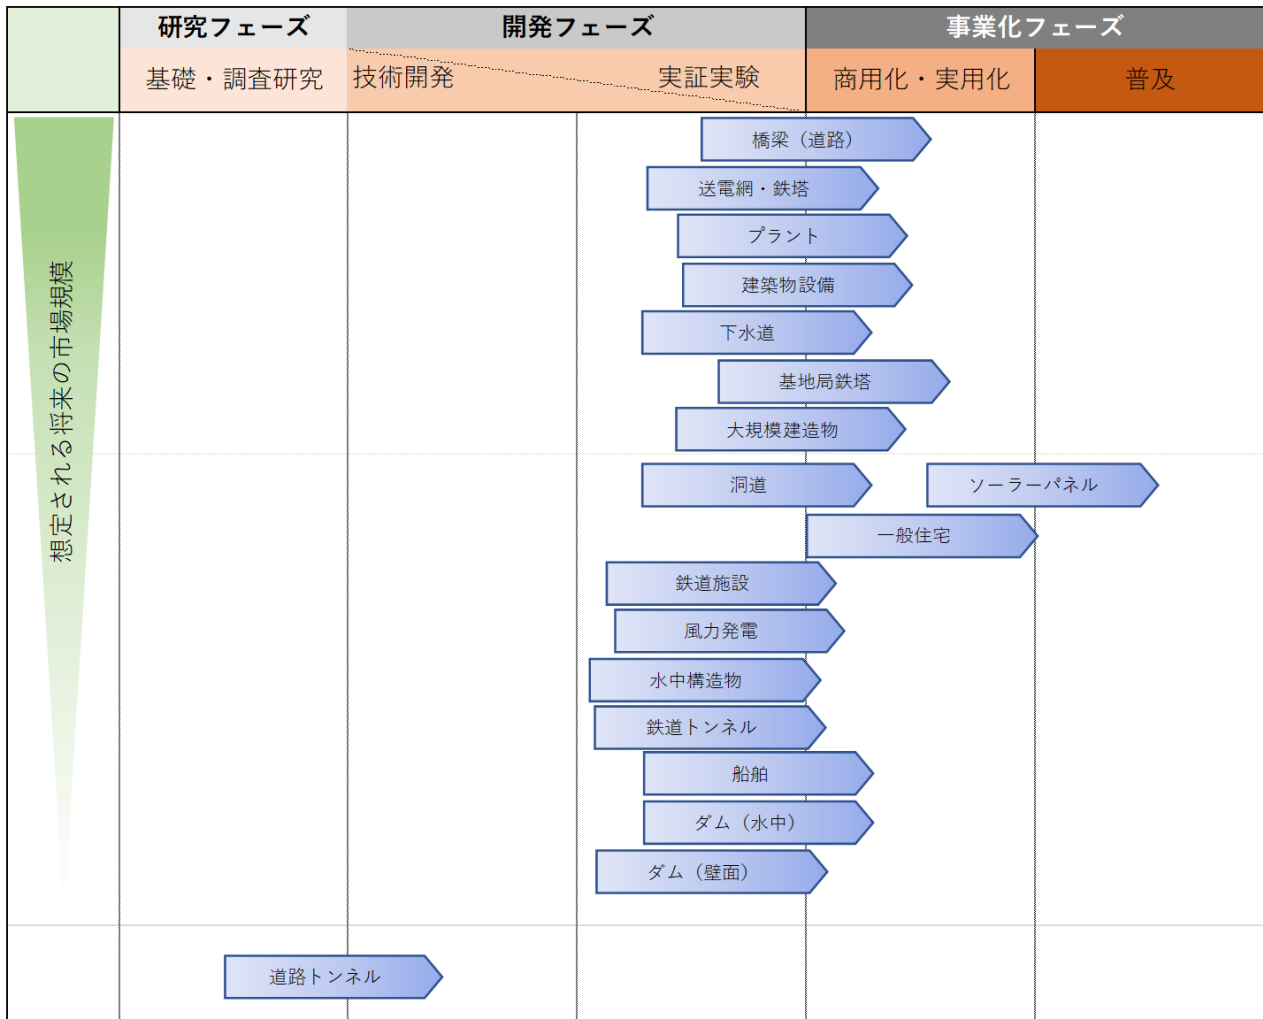 研究フェーズ
開発フェーズ
事業化フェーズ
基礎・調査研究
技術開発
実証実験
商用化・実用化
普及
想定される将来の市場規模
橋梁（道路）
送電網・鉄塔
プラント
建築物設備
下水道
基地局鉄塔
大規模建造物
洞道
ソーラーパネル
一般住宅
鉄道施設
風力発電
水中構造物
鉄道トンネル
船舶
ダム（水中）
ダム（壁面）
道路トンネル